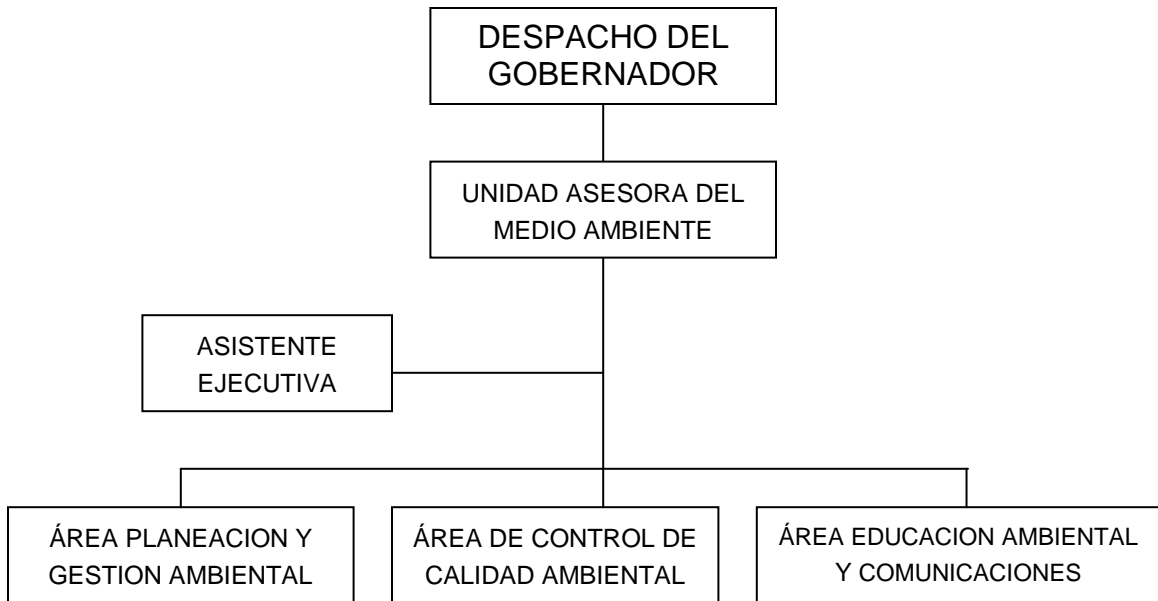 DESPACHO DEL
GOBERNADOR
UNIDAD ASESORA DEL
MEDIO AMBIENTE
ASISTENTE
EJECUTIVA
ÁREA PLANEACION Y
GESTION AMBIENTAL
ÁREA DE CONTROL DE
CALIDAD AMBIENTAL
ÁREA EDUCACION AMBIENTAL
Y COMUNICACIONES